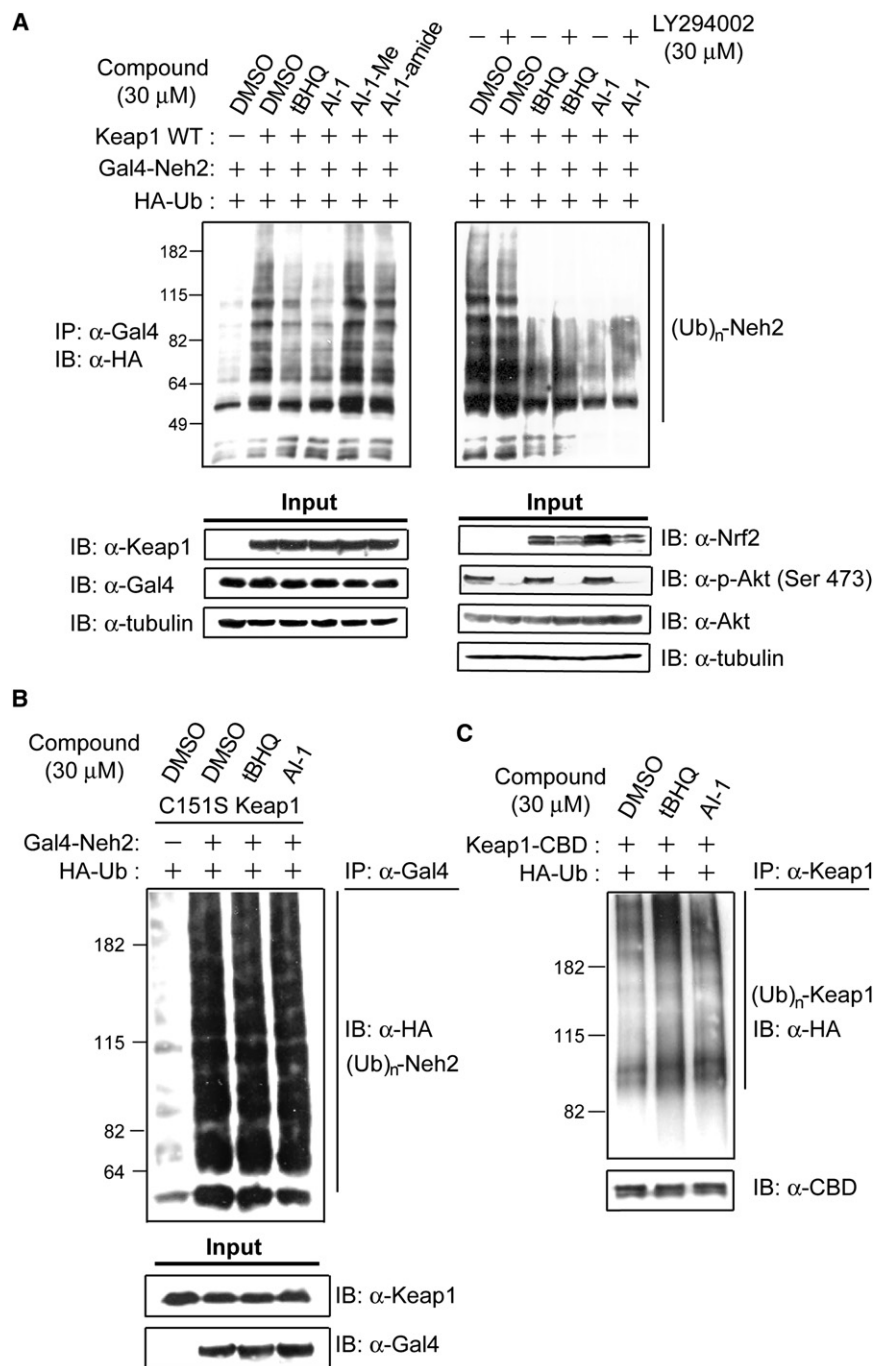 A
LY294002
(30 μM)
− + − + − +
Compound
(30 μM)
DMSO DMSO tBHQ AI-1 AI-1-Me AI-1-amide
DMSO DMSO tBHQ tBHQ AI-1 AI-1
Keap1 WT : − + + + + + + + + + + +
Gal4-Neh2: + + + + + + + + + + + +
HA-Ub : + + + + + + + + + + + +
182
115
82
64
49
IP: α-Gal4
IB: α-HA
(Ub)n-Neh2
Input
IB: α-Keap1
IB: α-Gal4
IB: α-tubulin
Input
IB: α-Nrf2
IB: α-p-Akt (Ser 473)
IB: α-Akt
IB: α-tubulin
B
Compound
(30 μM)
DMSO DMSO tBHQ AI-1
C151S Keap1
Gal4-Neh2: − + + +
HA-Ub : + + + +
IP: α-Gal4
182
115
82
64
IB: α-HA
(Ub)n-Neh2
Input
IB: α-Keap1
IB: α-Gal4
C
Compound
(30 μM)
DMSO tBHQ AI-1
Keap1-CBD : + + +
HA-Ub : + + +
IP: α-Keap1
182
115
82
(Ub)n-Keap1
IB: α-HA
IB: α-CBD